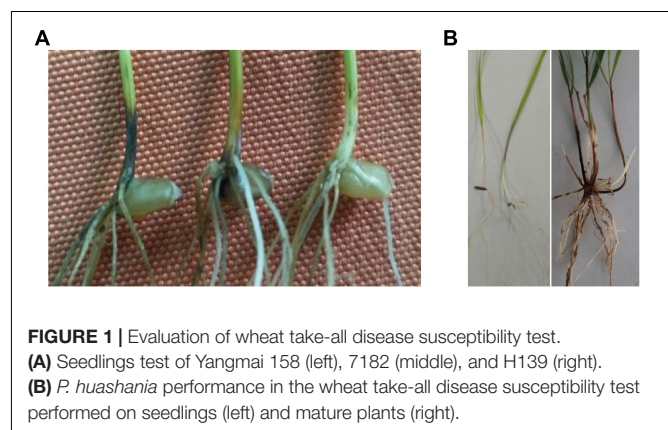 A
B
FIGURE 1 | Evaluation of wheat take-all disease susceptibility test.
(A) Seedlings test of Yangmai 158 (left), 7182 (middle), and H139 (right).
(B) P. huashania performance in the wheat take-all disease susceptibility test
performed on seedlings (left) and mature plants (right).